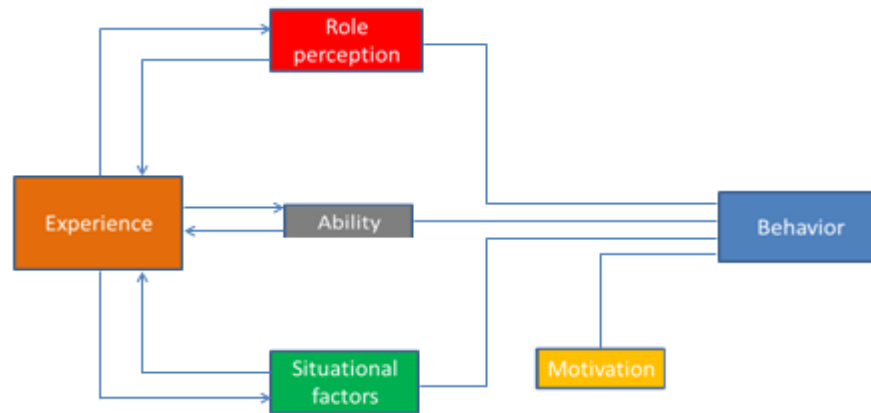 Role
perception
Experience
Ability
Behavior
Situational
factors
Motivation